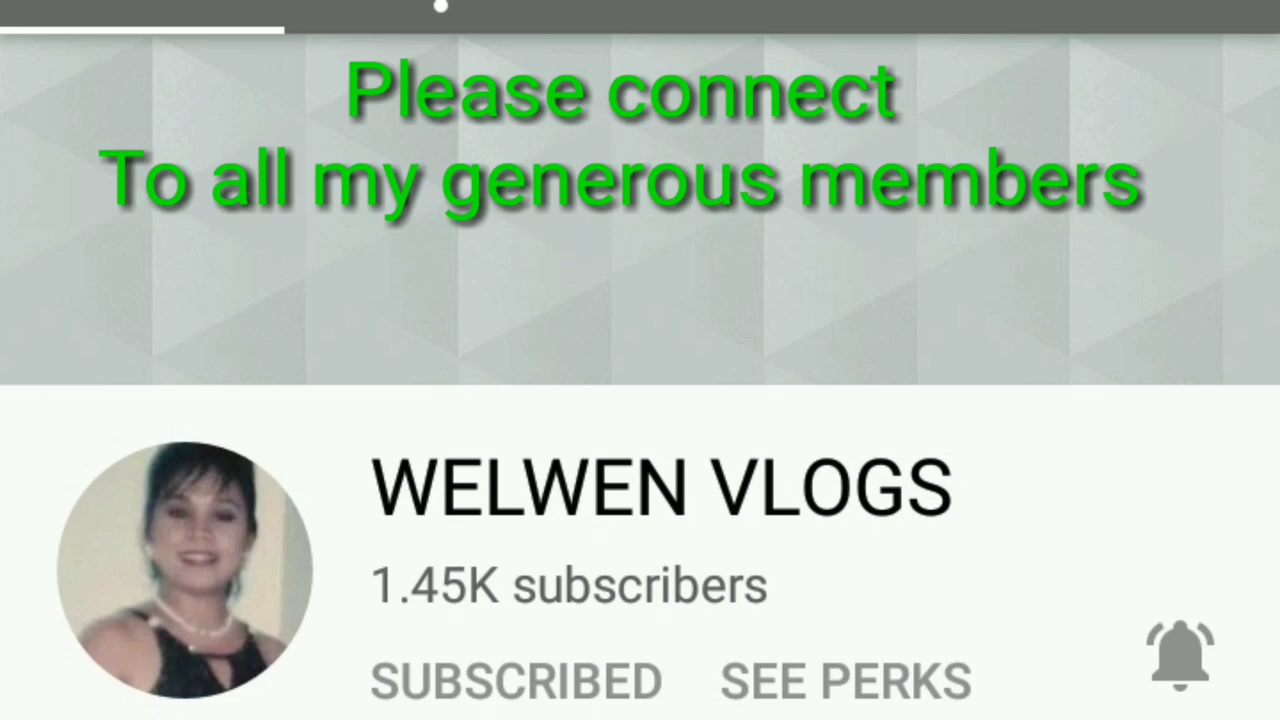 Please connect
To all my generous members
WELWEN VLOGS
1.45K subscribers
SUBSCRIBED SEE PERKS